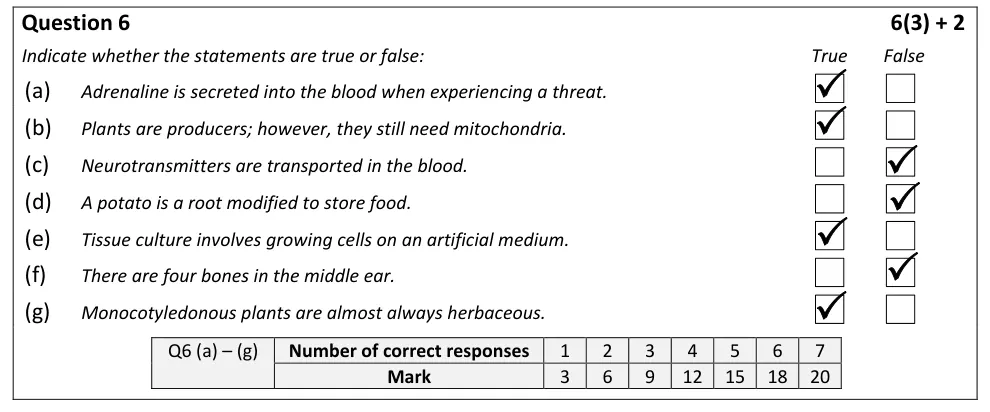 Question 6 6(3) + 2
Indicate whether the statements are true or false: True False
(a) Adrenaline is secreted into the blood when experiencing a threat.
(b) Plants are producers; however, they still need mitochondria.
(c) Neurotransmitters are transported in the blood.
(d) A potato is a root modified to store food.
(e) Tissue culture involves growing cells on an artificial medium.
(f) There are four bones in the middle ear.
(g) Monocotyledonous plants are almost always herbaceous.
Q6 (a) – (g) Number of correct responses 1 2 3 4 5 6 7
Mark 3 6 9 12 15 18 20